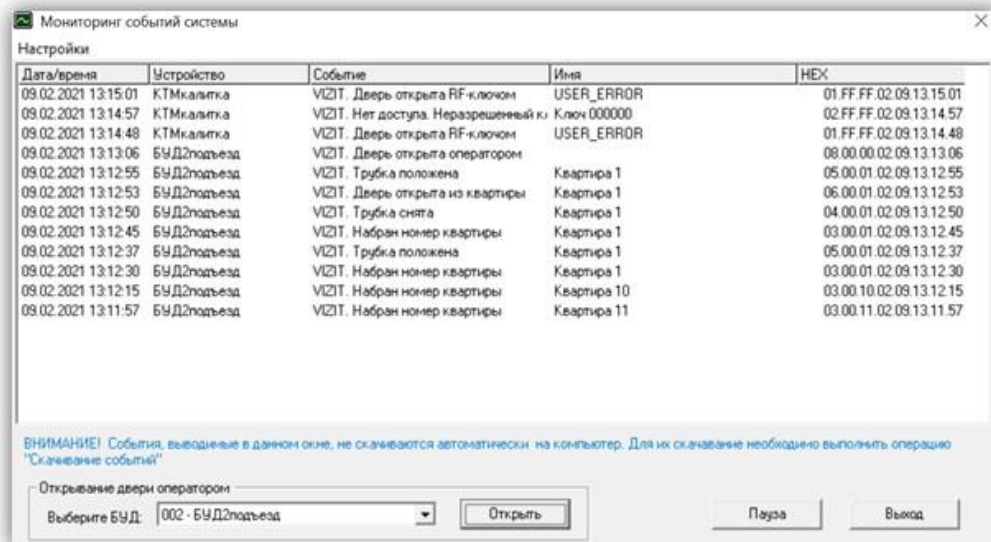 Мониторинг событий системы
Настройки
Дата/время Устройство Событие Имя HEX
09.02.2021 13:15:01 КТМкалитка VIZIT. Дверь открыта RF-ключом USER_ERROR 01.FF.FF.02.09.13.15.01
09.02.2021 13:14:57 КТМкалитка VIZIT. Нет доступа. Неразрешенный к Ключ 000000 02.FF.FF.02.09.13.14.57
09.02.2021 13:14:48 КТМкалитка VIZIT. Дверь открыта RF-ключом USER_ERROR 01.FF.FF.02.09.13.14.48
09.02.2021 13:13:06 БУД2подъезд VIZIT. Дверь открыта оператором 08.00.00.02.09.13.13.06
09.02.2021 13:12:55 БУД2подъезд VIZIT. Трубка положена Квартира 1 05.00.01.02.09.13.12.55
09.02.2021 13:12:53 БУД2подъезд VIZIT. Дверь открыта из квартиры Квартира 1 06.00.01.02.09.13.12.53
09.02.2021 13:12:50 БУД2подъезд VIZIT. Трубка снята Квартира 1 04.00.01.02.09.13.12.50
09.02.2021 13:12:45 БУД2подъезд VIZIT. Набран номер квартиры Квартира 1 03.00.01.02.09.13.12.45
09.02.2021 13:12:37 БУД2подъезд VIZIT. Трубка положена Квартира 1 05.00.01.02.09.13.12.37
09.02.2021 13:12:30 БУД2подъезд VIZIT. Набран номер квартиры Квартира 1 03.00.01.02.09.13.12.30
09.02.2021 13:12:15 БУД2подъезд VIZIT. Набран номер квартиры Квартира 10 03.00.10.02.09.13.12.15
09.02.2021 13:11:57 БУД2подъезд VIZIT. Набран номер квартиры Квартира 11 03.00.11.02.09.13.11.57
ВНИМАНИЕ! События, выводимые в данном окне, не скачиваются автоматически на компьютер. Для их скачавание необходимо выполнить операцию
"Скачивание событий"
Открывание двери оператором
Выберите БУД: 002 - БУД2подъезд Открыть Пауза Выход